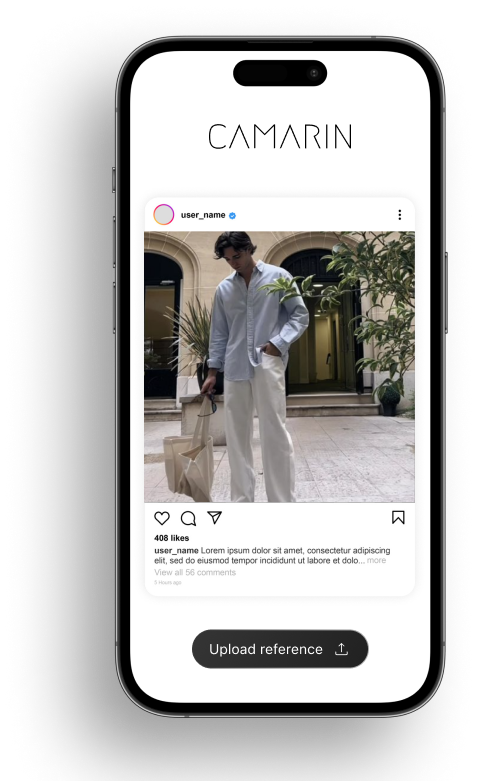 CAMARIN
user_name
408 likes
user_name Lorem ipsum dolor sit amet, consectetur adipiscing
elit, sed do eiusmod tempor incididunt ut labore et dolo... more
View all 56 comments
5 Hours ago
Upload reference